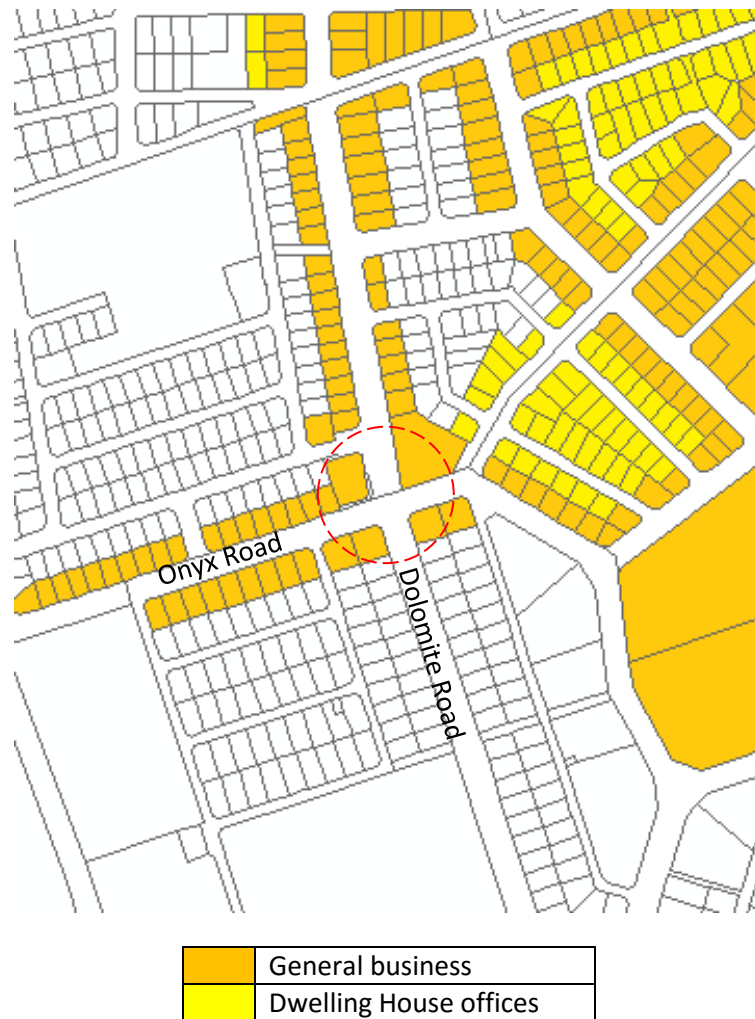 Onyx Road
Dolomite Road
General business
Dwelling House offices